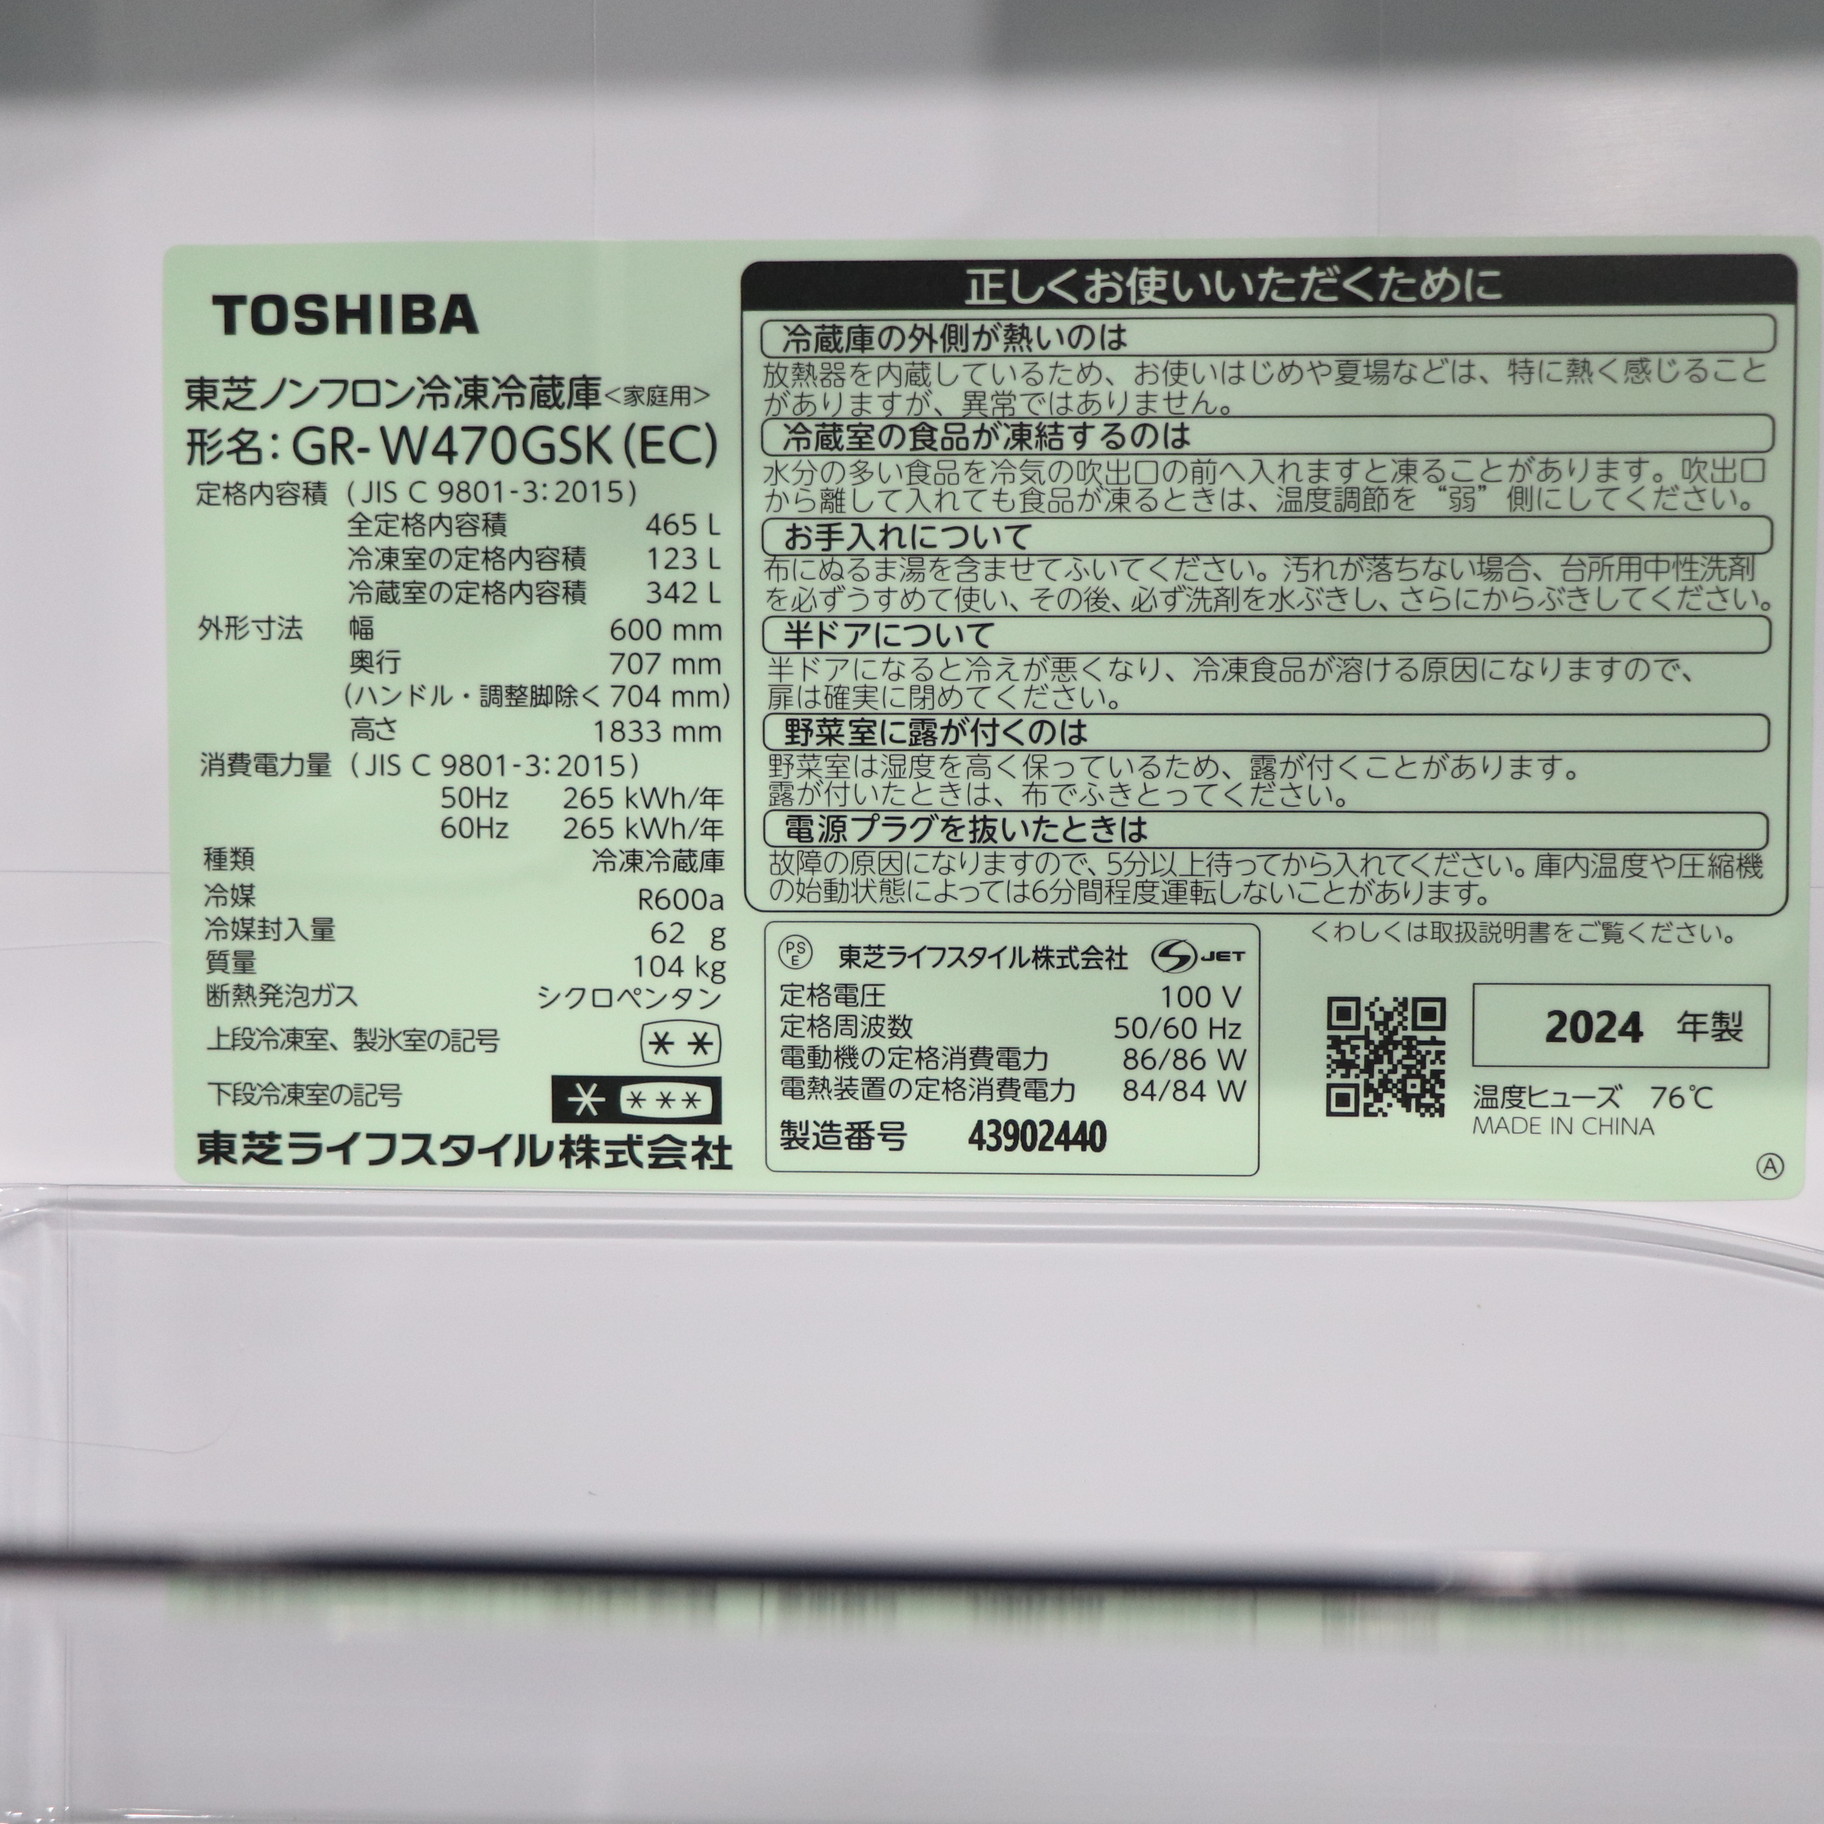 TOSHIBA
東芝ノンフロン冷凍冷蔵庫<家庭用>
形名: GR-W470GSK(EC)
定格内容積 (JIS C 9801-3:2015)
全定格内容積 465 L
冷凍室の定格内容積 123 L
冷蔵室の定格内容積 342 L
外形寸法 幅 600 mm
奥行 707 mm
(ハンドル・調整脚除く 704 mm)
高さ 1833 mm
消費電力量 (JIS C 9801-3:2015)
50Hz 265 kWh/年
60Hz 265 kWh/年
種類 冷凍冷蔵庫
冷媒 R600a
冷媒封入量 62 g
質量 104 kg
断熱発泡ガス シクロペンタン
上段冷凍室、製氷室の記号 **
下段冷凍室の記号 * ***
東芝ライフスタイル株式会社
正しくお使いいただくために
冷蔵庫の外側が熱いのは
放熱器を内蔵しているため、お使いはじめや夏場などは、特に熱く感じること
がありますが、異常ではありません。
冷蔵室の食品が凍結するのは
水分の多い食品を冷気の吹出口の前へ入れますと凍ることがあります。吹出口
から離して入れても食品が凍るときは、温度調節を“弱”側にしてください。
お手入れについて
布にぬるま湯を含ませてふいてください。汚れが落ちない場合、台所用中性洗剤
を必ずうすめて使い、その後、必ず洗剤を水ぶきし、さらにからぶきしてください。
半ドアについて
半ドアになると冷えが悪くなり、冷凍食品が溶ける原因になりますので、
扉は確実に閉めてください。
野菜室に露が付くのは
野菜室は湿度を高く保っているため、露が付くことがあります。
露が付いたときは、布でふきとってください。
電源プラグを抜いたときは
故障の原因になりますので、5分以上待ってから入れてください。庫内温度や圧縮機
の始動状態によっては6分間程度運転しないことがあります。
くわしくは取扱説明書をご覧ください。
PSE 東芝ライフスタイル株式会社 JET
定格電圧 100 V
定格周波数 50/60 Hz
電動機の定格消費電力 86/86 W
電熱装置の定格消費電力 84/84 W
製造番号 43902440
2024 年製
温度ヒューズ 76℃
MADE IN CHINA
Ⓐ